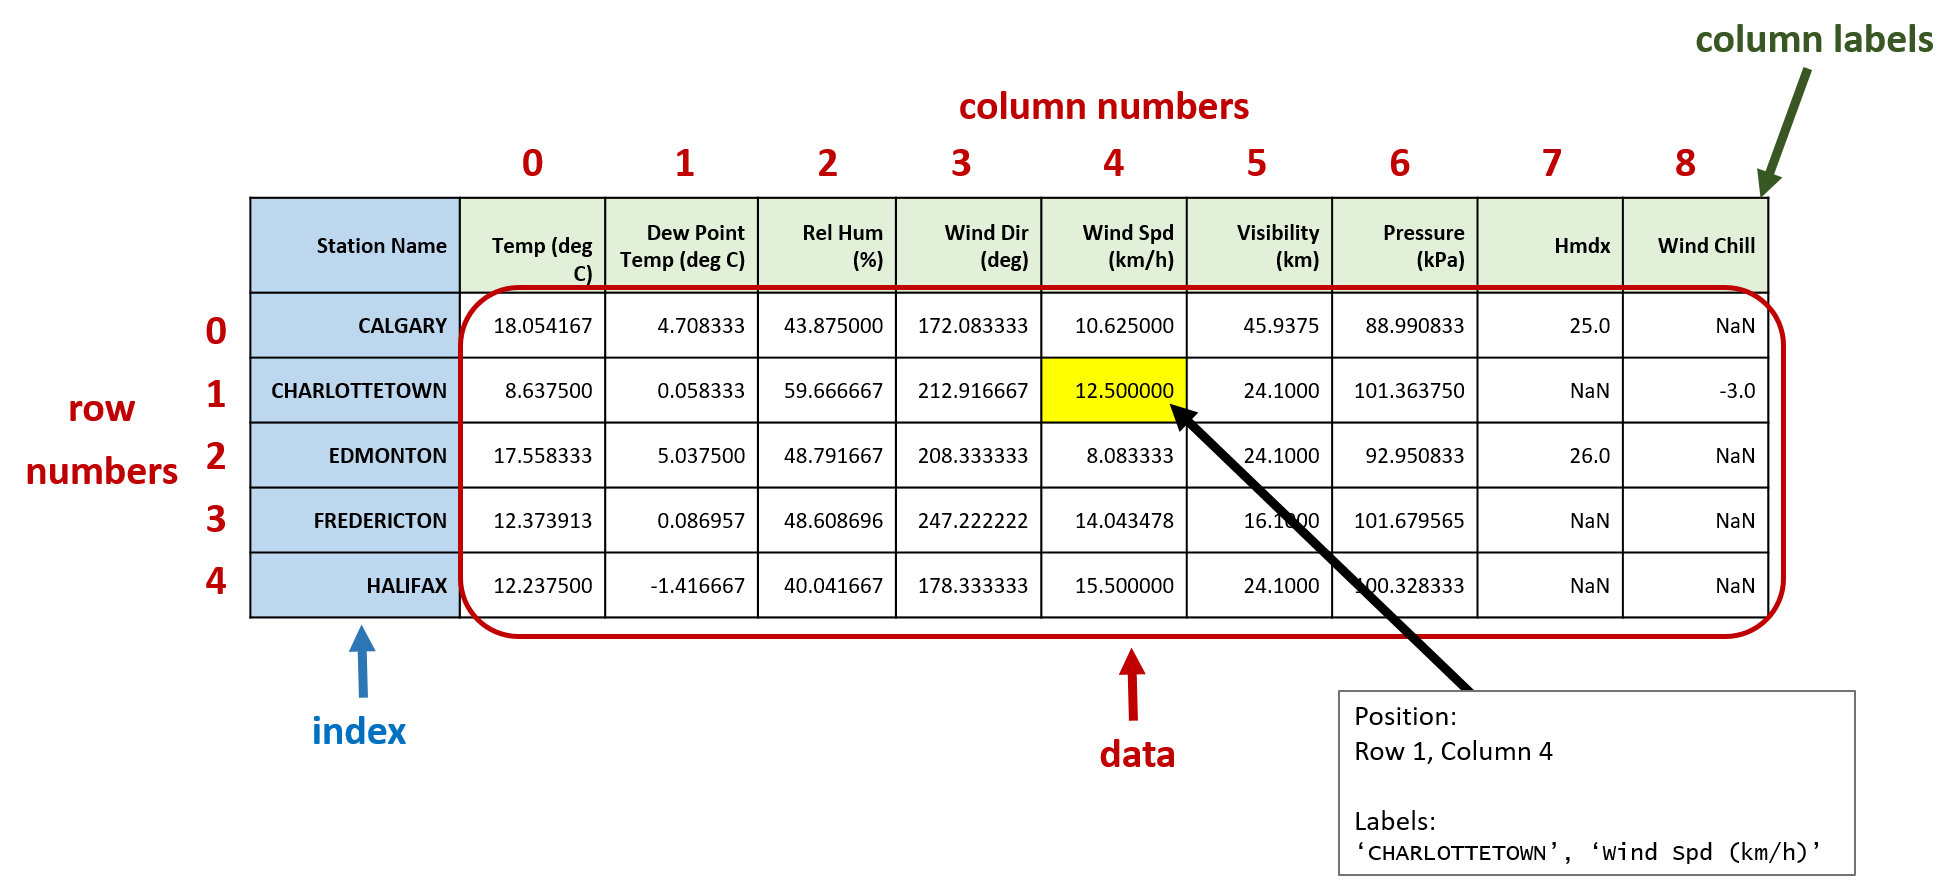 column labels
column numbers
0 1 2 3 4 5 6 7 8
Station Name Temp (deg C) Dew Point Temp (deg C) Rel Hum (%) Wind Dir (deg) Wind Spd (km/h) Visibility (km) Pressure (kPa) Hmdx Wind Chill
0 CALGARY 18.054167 4.708333 43.875000 172.083333 10.625000 45.9375 88.990833 25.0 NaN
1 CHARLOTTETOWN 8.637500 0.058333 59.666667 212.916667 12.500000 24.1000 101.363750 NaN -3.0
row
numbers
2 EDMONTON 17.558333 5.037500 48.791667 208.333333 8.083333 24.1000 92.950833 26.0 NaN
3 FREDERICTON 12.373913 0.086957 48.608696 247.222222 14.043478 16.1000 101.679565 NaN NaN
4 HALIFAX 12.237500 -1.416667 40.041667 178.333333 15.500000 24.1000 100.328333 NaN NaN
index
data
Position:
Row 1, Column 4
Labels:
‘CHARLOTTETOWN’, ‘Wind Spd (km/h)’